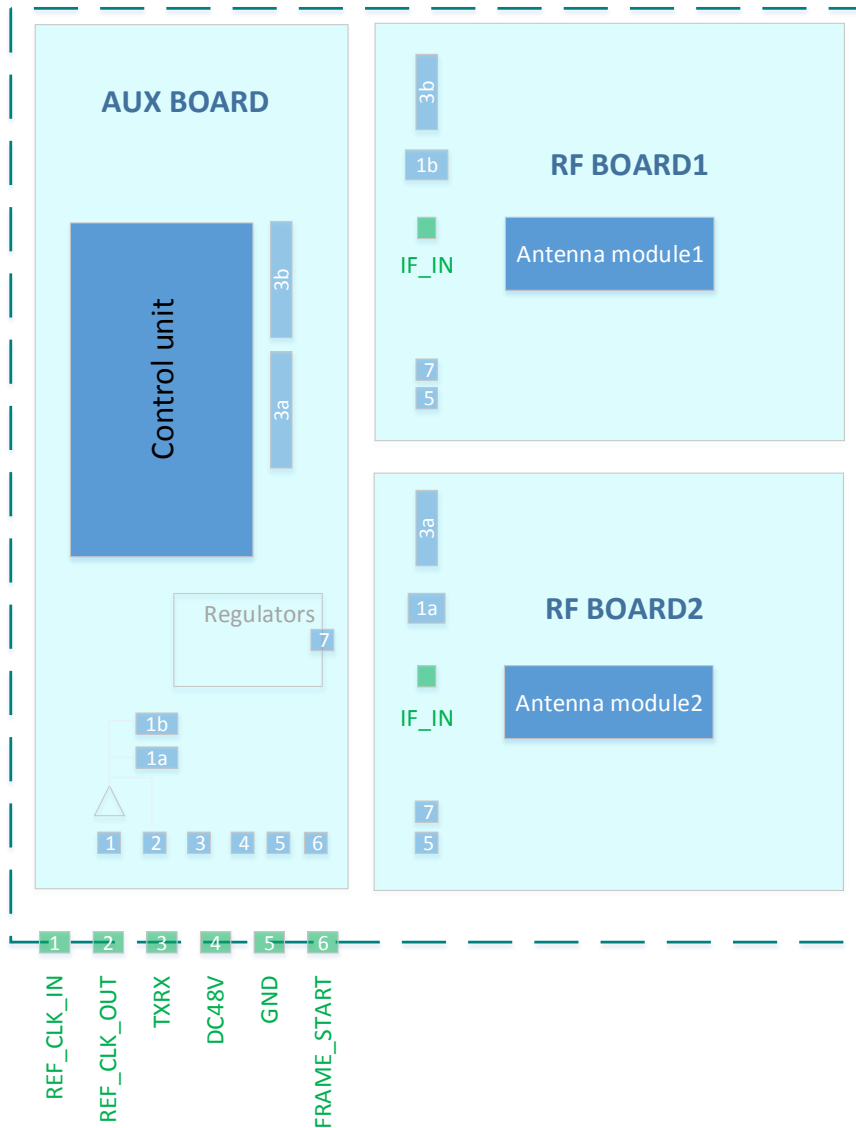 AUX BOARD
Control unit
3b
3a
Regulators
7
1b
1a
1
2
3
4
5
6
3b
1b
RF BOARD1
IF_IN
Antenna module1
7
5
3a
1a
RF BOARD2
IF_IN
Antenna module2
7
5
1
2
3
4
5
6
REF_CLK_IN
REF_CLK_OUT
TXRX
DC48V
GND
FRAME_START